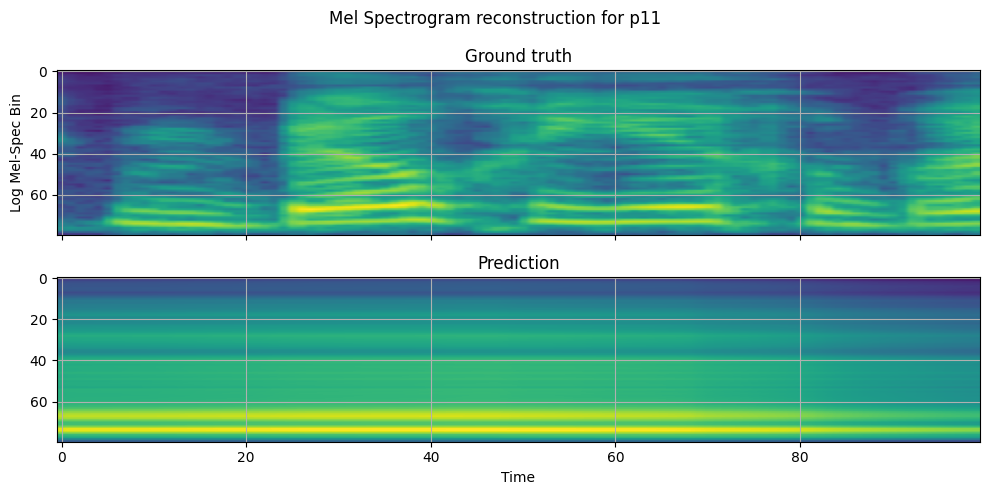 Mel Spectrogram reconstruction for p11
Ground truth
Log Mel-Spec Bin
0
20
40
60
Prediction
0
20
40
60
0 20 40 60 80
Time